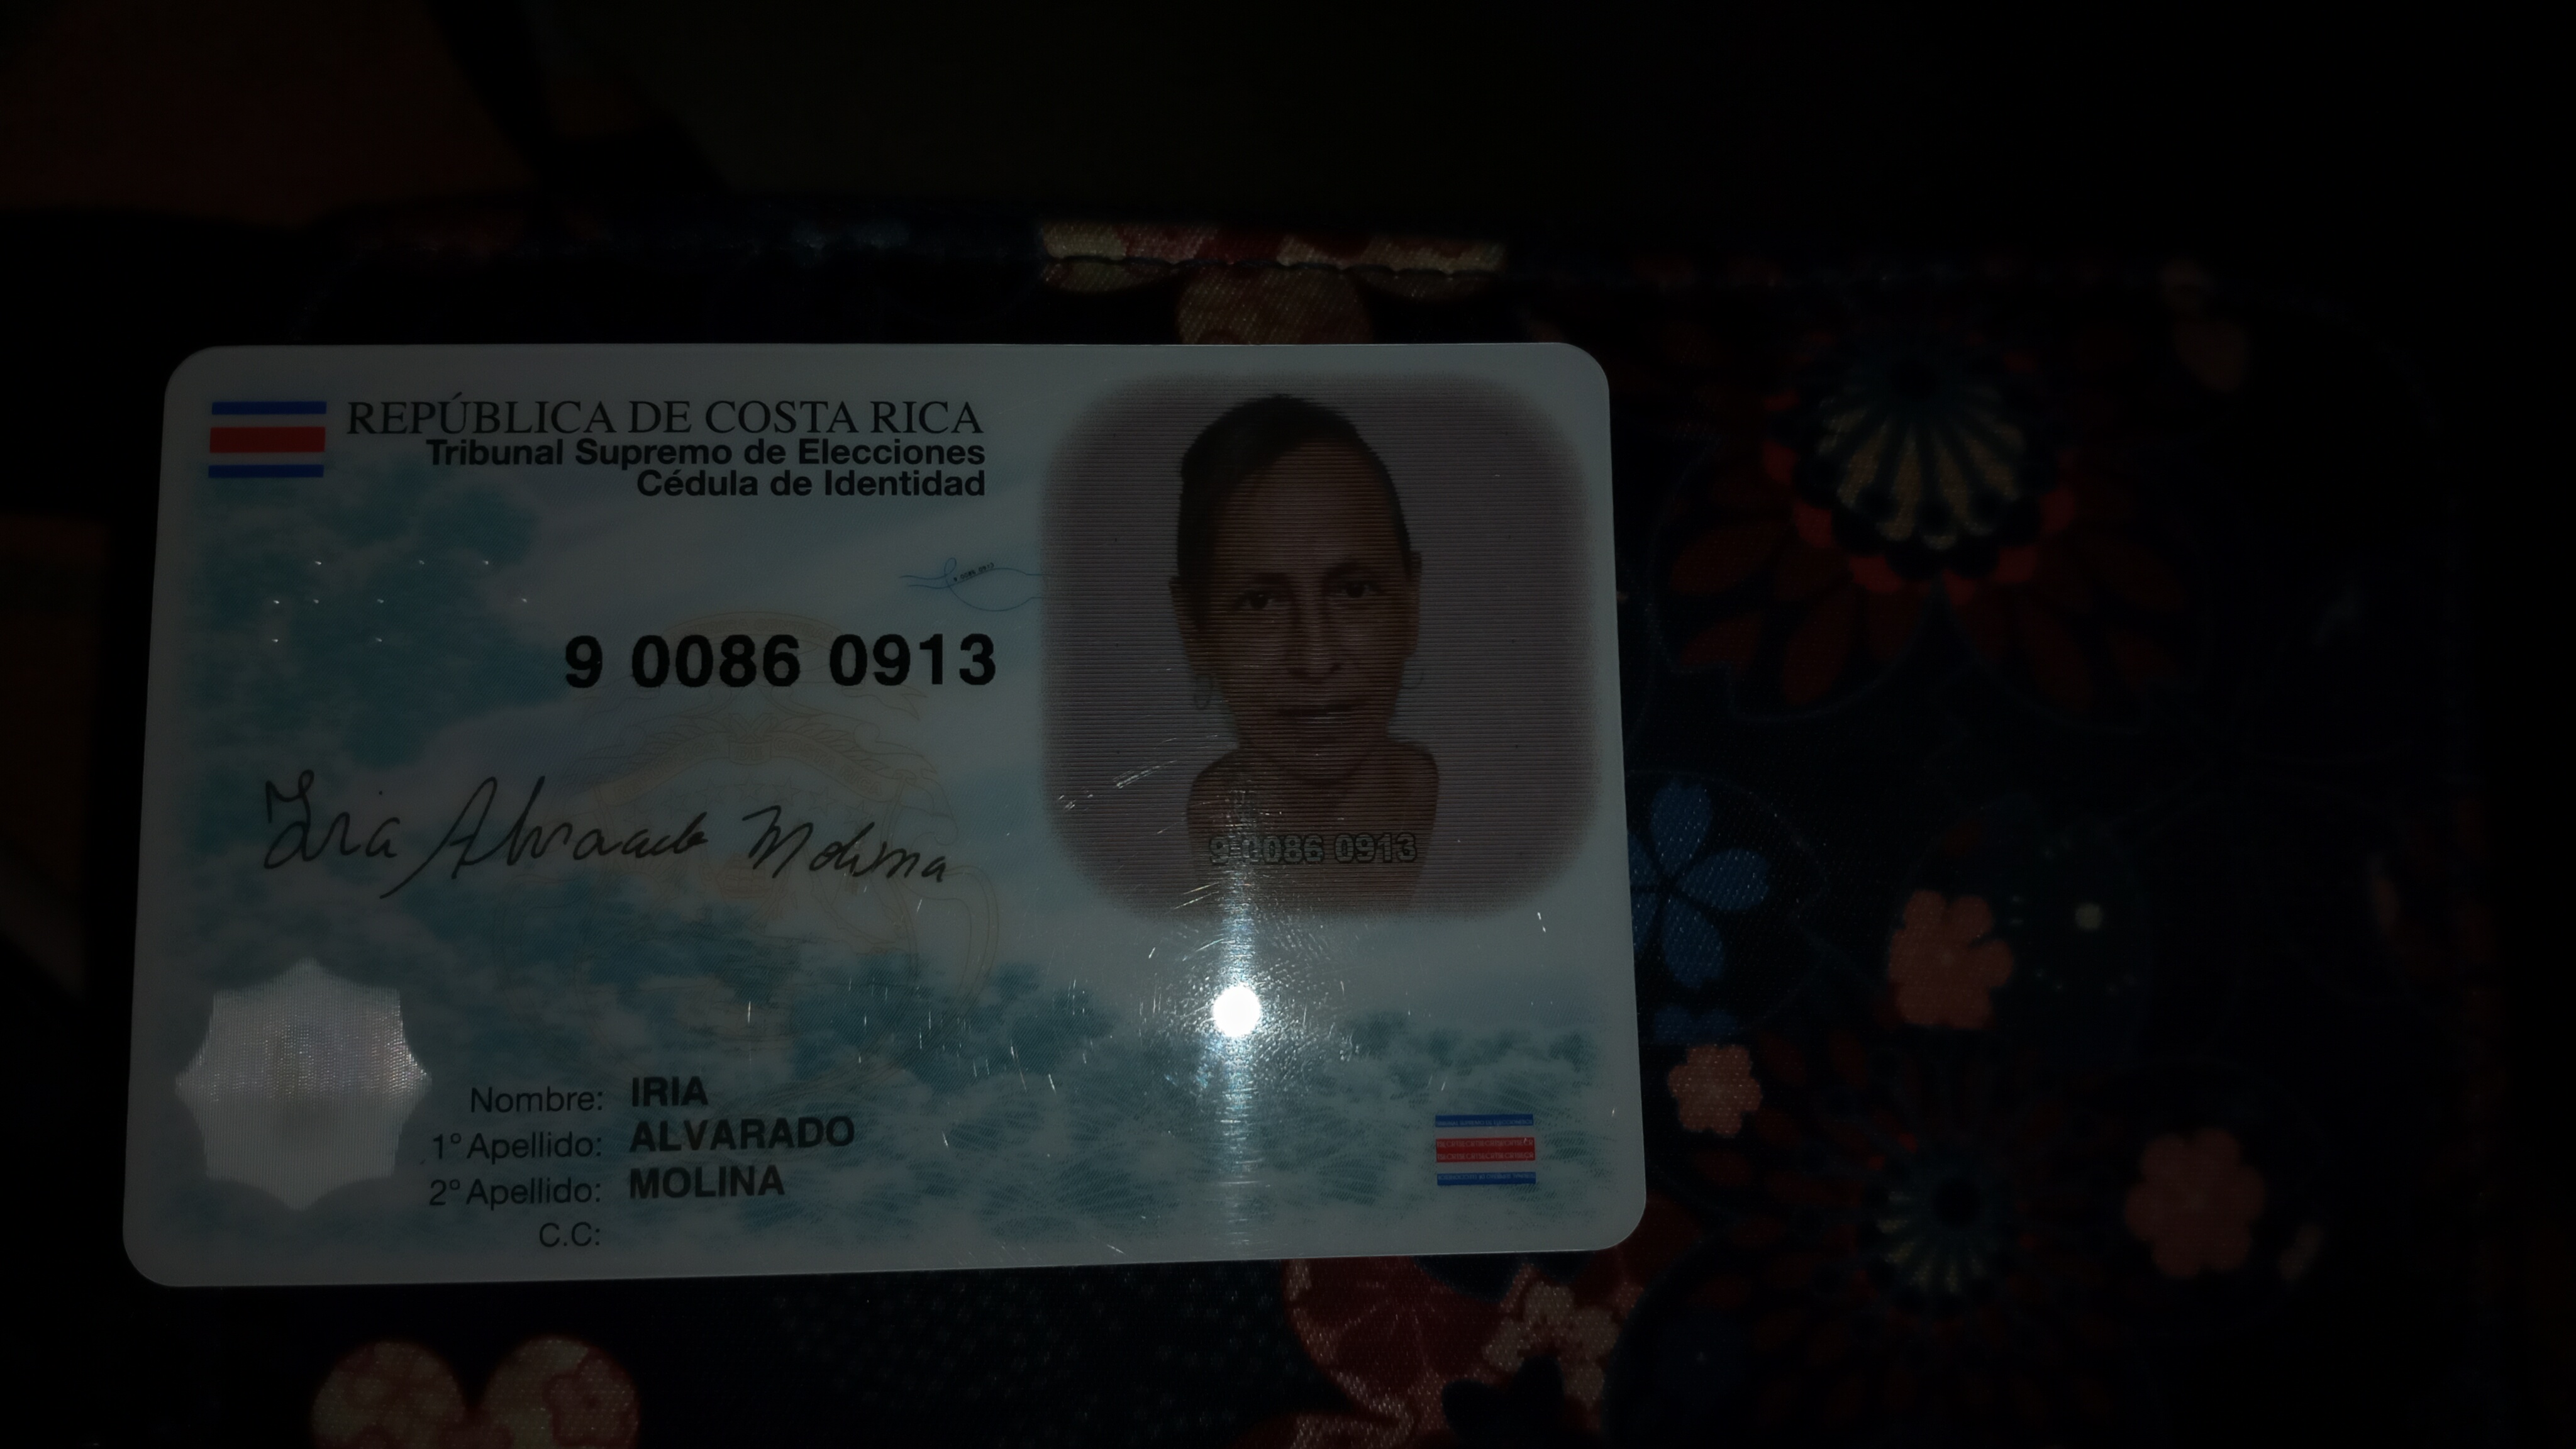 REPÚBLICA DE COSTA RICA
Tribunal Supremo de Elecciones
Cédula de Identidad
9 0086 0913
Iria Alvarado Molina
9 0086 0913
Nombre: IRIA
1° Apellido: ALVARADO
2° Apellido: MOLINA
C.C: